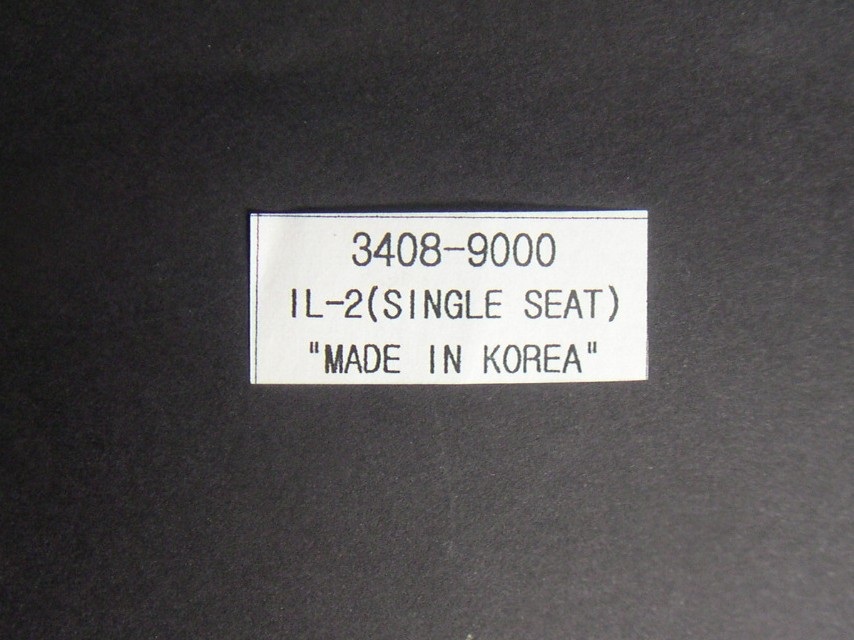 3408-9000
IL-2(SINGLE SEAT)
"MADE IN KOREA"